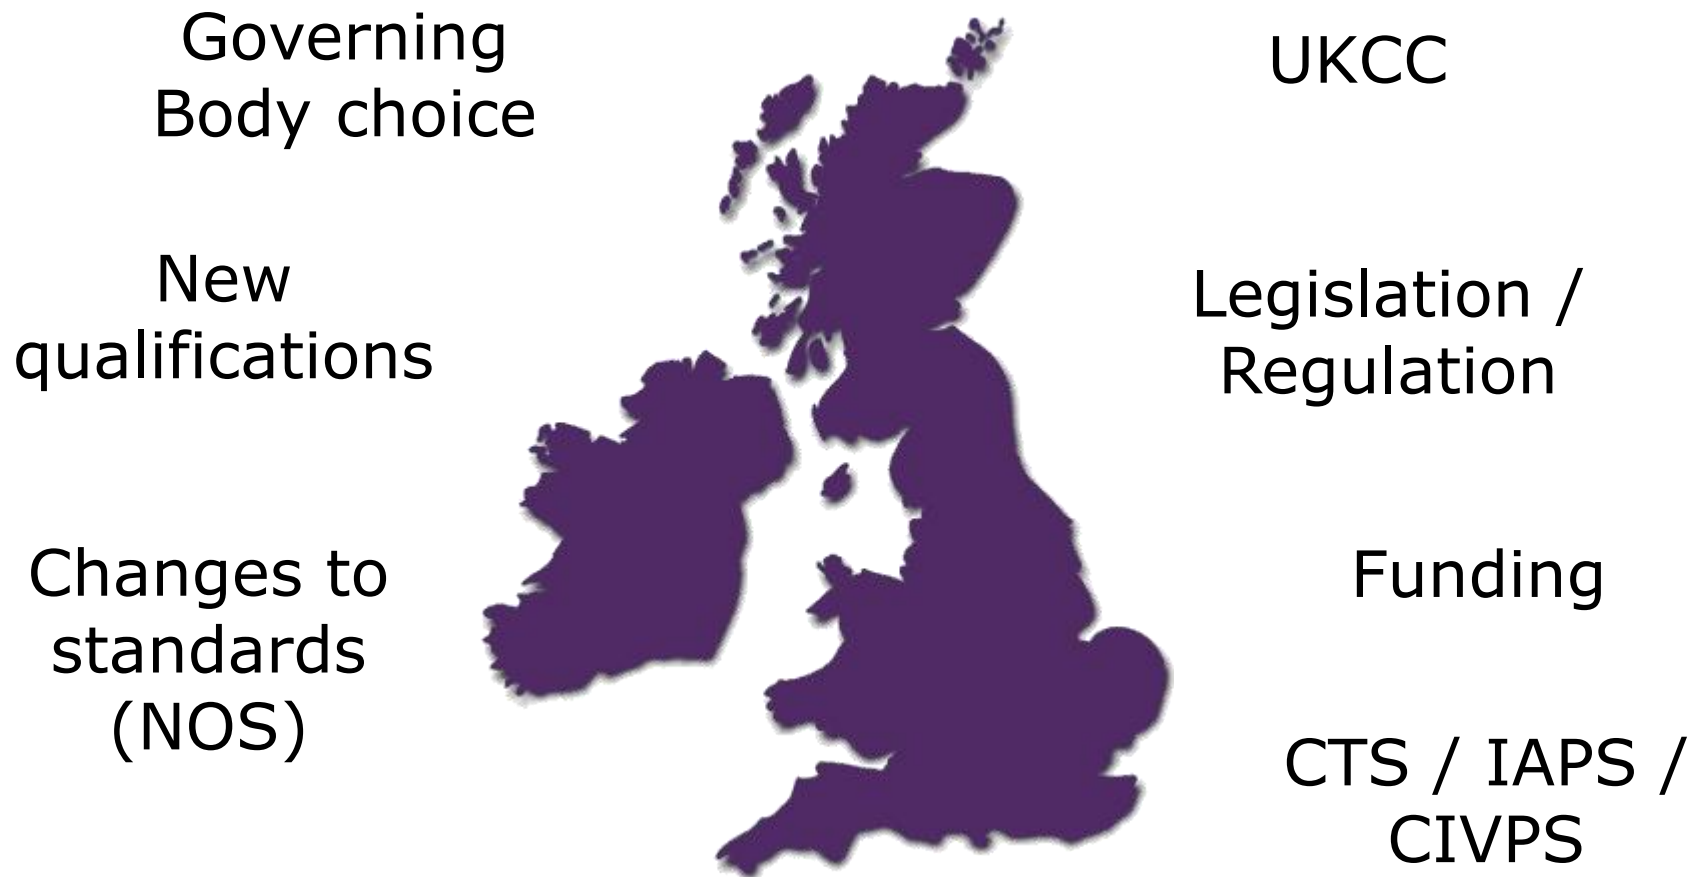 Governing
Body choice
New
qualifications
Changes to
standards
(NOS)
UKCC
Legislation /
Regulation
Funding
CTS / IAPS /
CIVPS